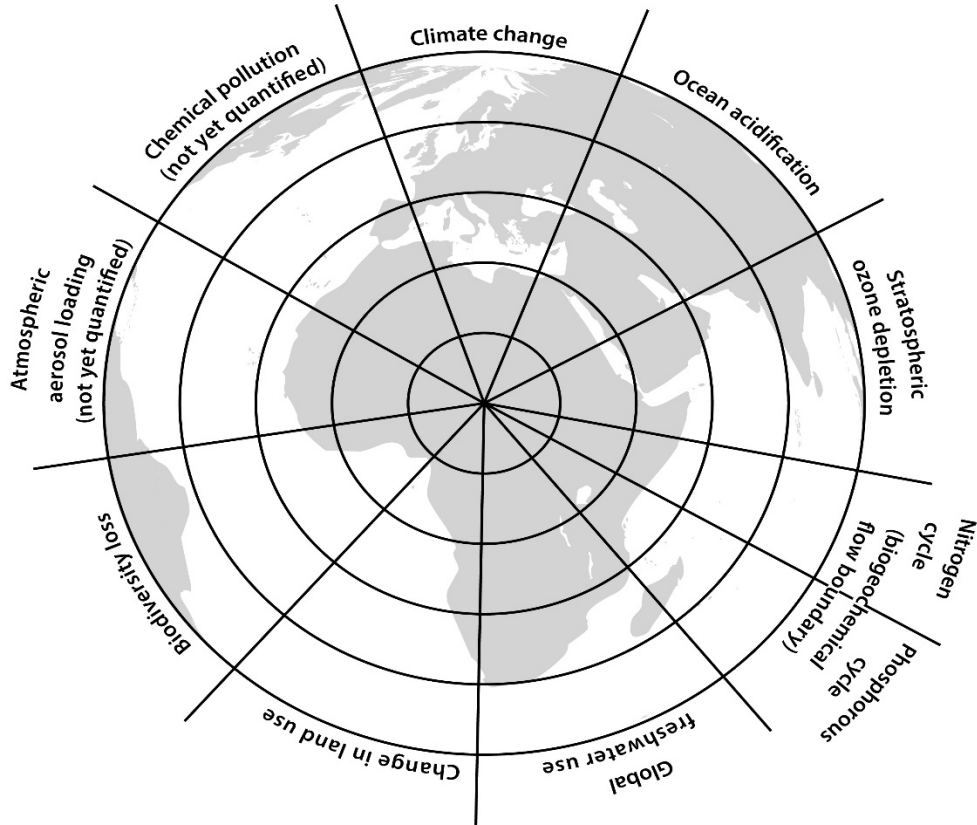 Climate change
Ocean acidification
Stratospheric
ozone depletion
Nitrogen
cycle
(biogeochemical
flow boundary)
Phosphorous
cycle
Global
freshwater use
Change in land use
Biodiversity loss
Atmospheric
aerosol loading
(not yet quantified)
Chemical pollution
(not yet quantified)